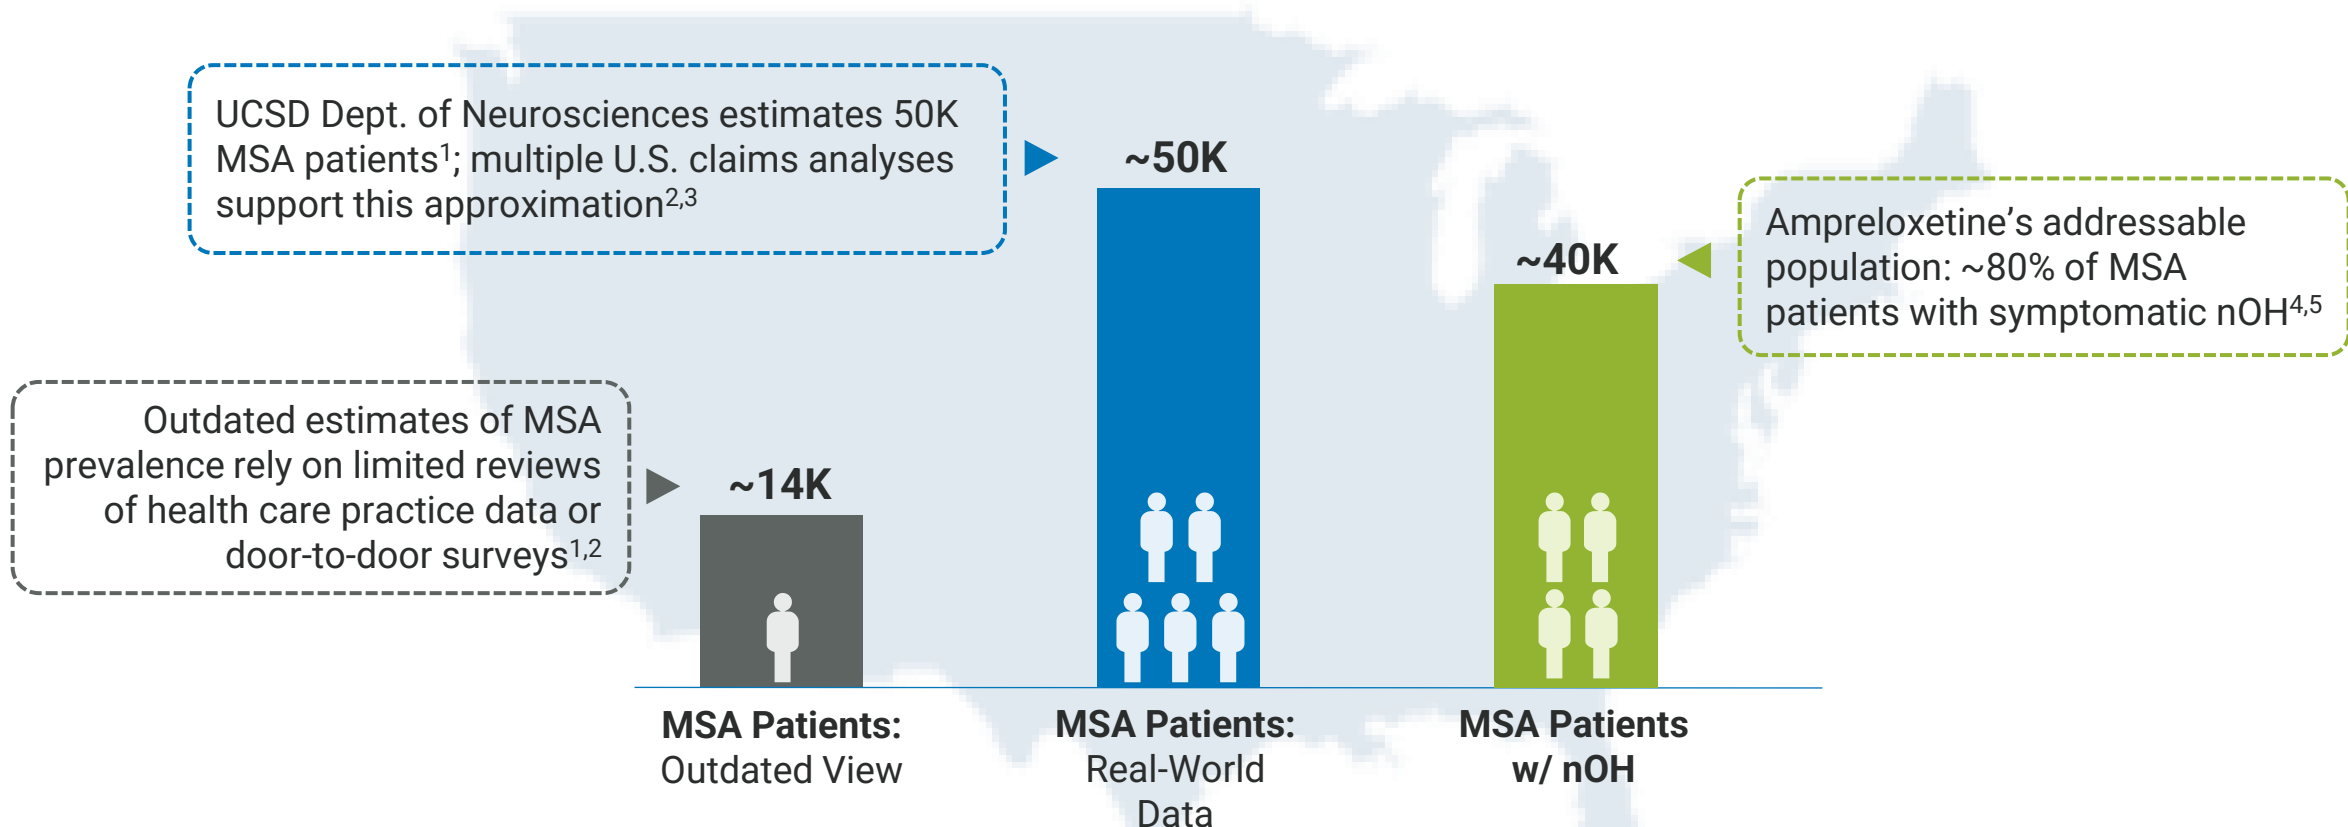 UCSD Dept. of Neurosciences estimates 50K
MSA patients¹; multiple U.S. claims analyses
support this approximation²,³
~50K
Ampreloxetine’s addressable
population: ~80% of MSA
patients with symptomatic nOH⁴,⁵
~40K
Outdated estimates of MSA
prevalence rely on limited reviews
of health care practice data or
door-to-door surveys¹,²
~14K
MSA Patients:
Outdated View
MSA Patients:
Real-World
Data
MSA Patients
w/ nOH